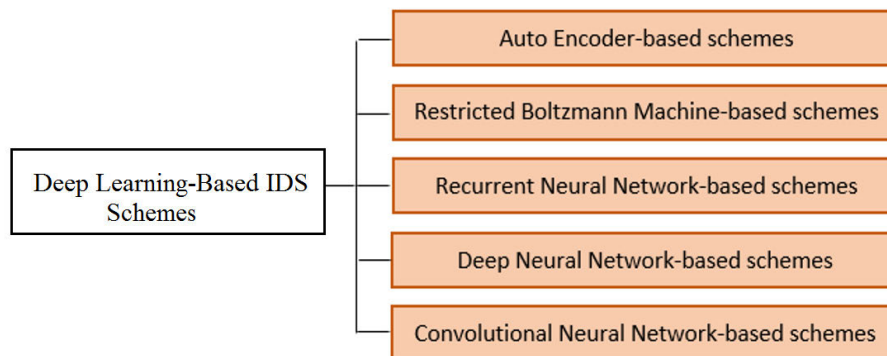 Auto Encoder-based schemes
Restricted Boltzmann Machine-based schemes
Deep Learning-Based IDS
Schemes
Recurrent Neural Network-based schemes
Deep Neural Network-based schemes
Convolutional Neural Network-based schemes